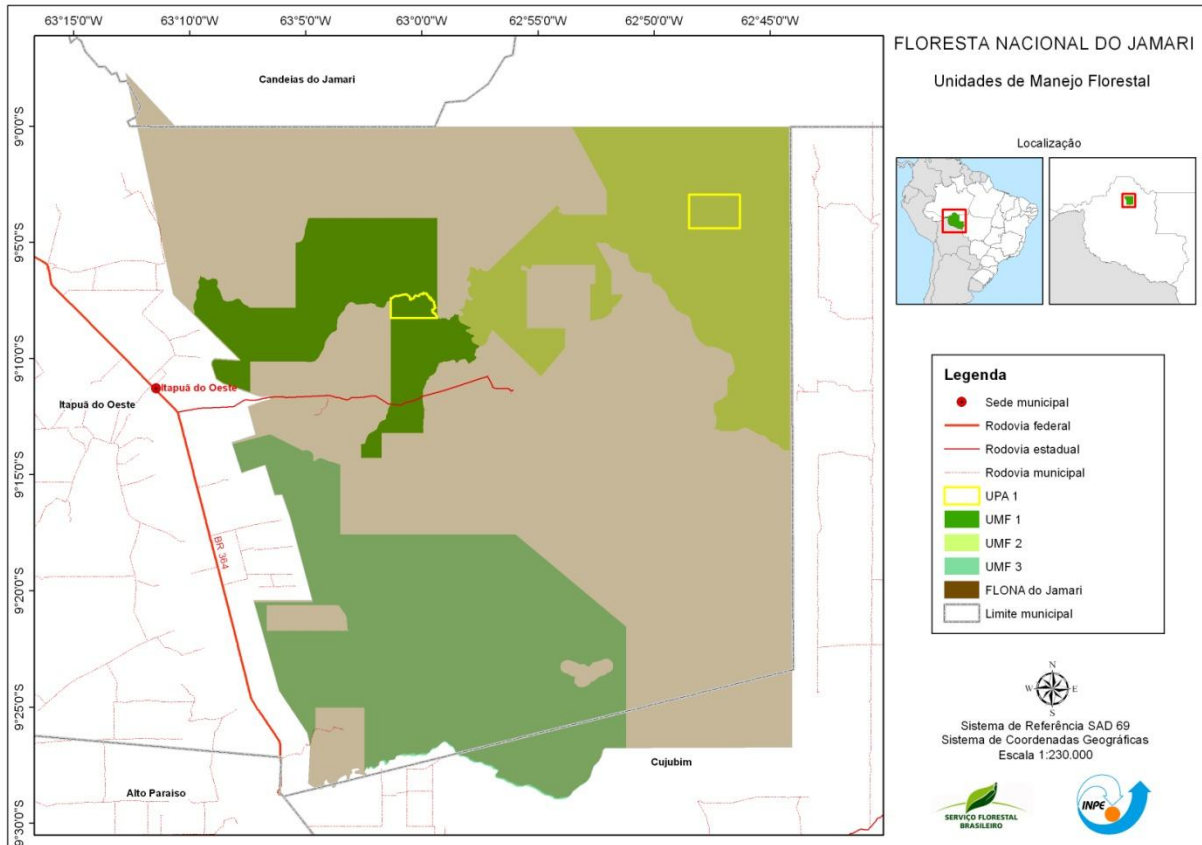 63°15'0"W
63°10'0"W
63°5'0"W
63°0'0"W
62°55'0"W
62°50'0"W
62°45'0"W
9°0'0"S
9°5'0"S
9°10'0"S
9°15'0"S
9°20'0"S
9°25'0"S
9°30'0"S
Candeias do Jamari
Itapuã do Oeste
Itapuã do Oeste
BR 364
Cujubim
Alto Paraiso
FLORESTA NACIONAL DO JAMARI
Unidades de Manejo Florestal
Localização
Legenda
Sede municipal
Rodovia federal
Rodovia estadual
Rodovia municipal
UPA 1
UMF 1
UMF 2
UMF 3
FLONA do Jamari
Limite municipal
N
W E
S
Sistema de Referência SAD 69
Sistema de Coordenadas Geográficas
Escala 1:230.000
SERVIÇO FLORESTAL
BRASILEIRO
INPE